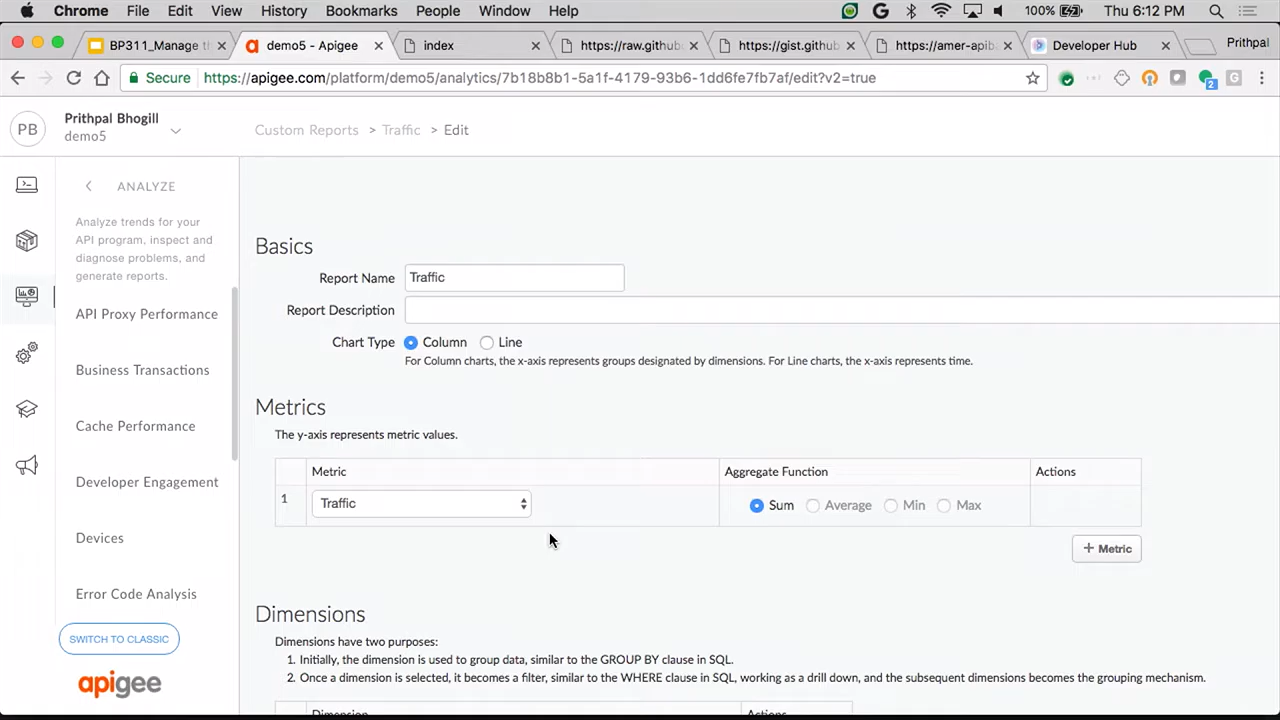 Chrome File Edit View History Bookmarks People Window Help 100% Thu 6:12 PM
BP311_Manage th demo5 - Apigee index https://raw.github https://gist.github https://amer-apiba Developer Hub Prithpal
Secure https://apigee.com/platform/demo5/analytics/7b18b8b1-5a1f-4179-93b6-1dd6fe7fb7af/edit?v2=true 2
PB Prithpal Bhogill
demo5
Custom Reports > Traffic > Edit
ANALYZE
Analyze trends for your
API program, inspect and
diagnose problems, and
generate reports.
API Proxy Performance
Business Transactions
Cache Performance
Developer Engagement
Devices
Error Code Analysis
SWITCH TO CLASSIC
apigee
Basics
Report Name Traffic
Report Description
Chart Type Column Line
For Column charts, the x-axis represents groups designated by dimensions. For Line charts, the x-axis represents time.
Metrics
The y-axis represents metric values.
Metric Aggregate Function Actions
1 Traffic Sum Average Min Max
+ Metric
Dimensions
Dimensions have two purposes:
1. Initially, the dimension is used to group data, similar to the GROUP BY clause in SQL.
2. Once a dimension is selected, it becomes a filter, similar to the WHERE clause in SQL, working as a drill down, and the subsequent dimensions becomes the grouping mechanism.
Dimension Actions